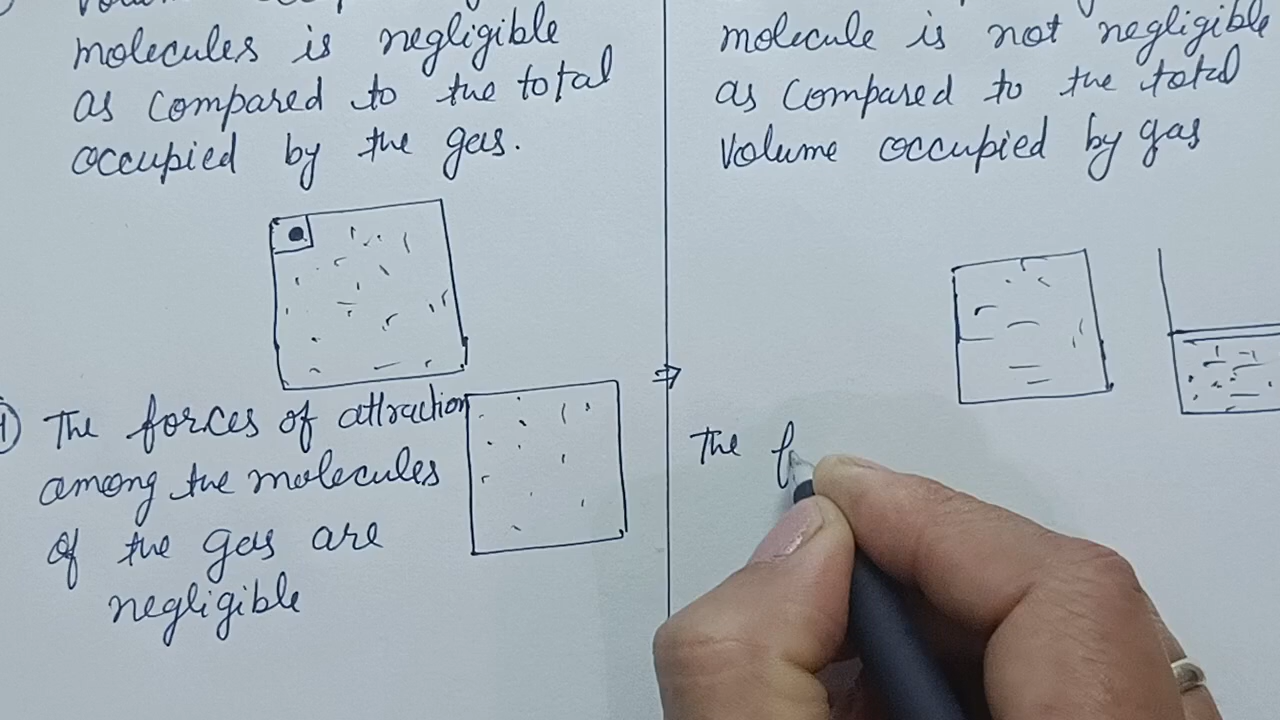 molecules is negligible
as compared to the total
occupied by the gas.
The forces of attraction
among the molecules
of the gas are
negligible
molecule is not negligible
as compared to the total
volume occupied by gas
The f